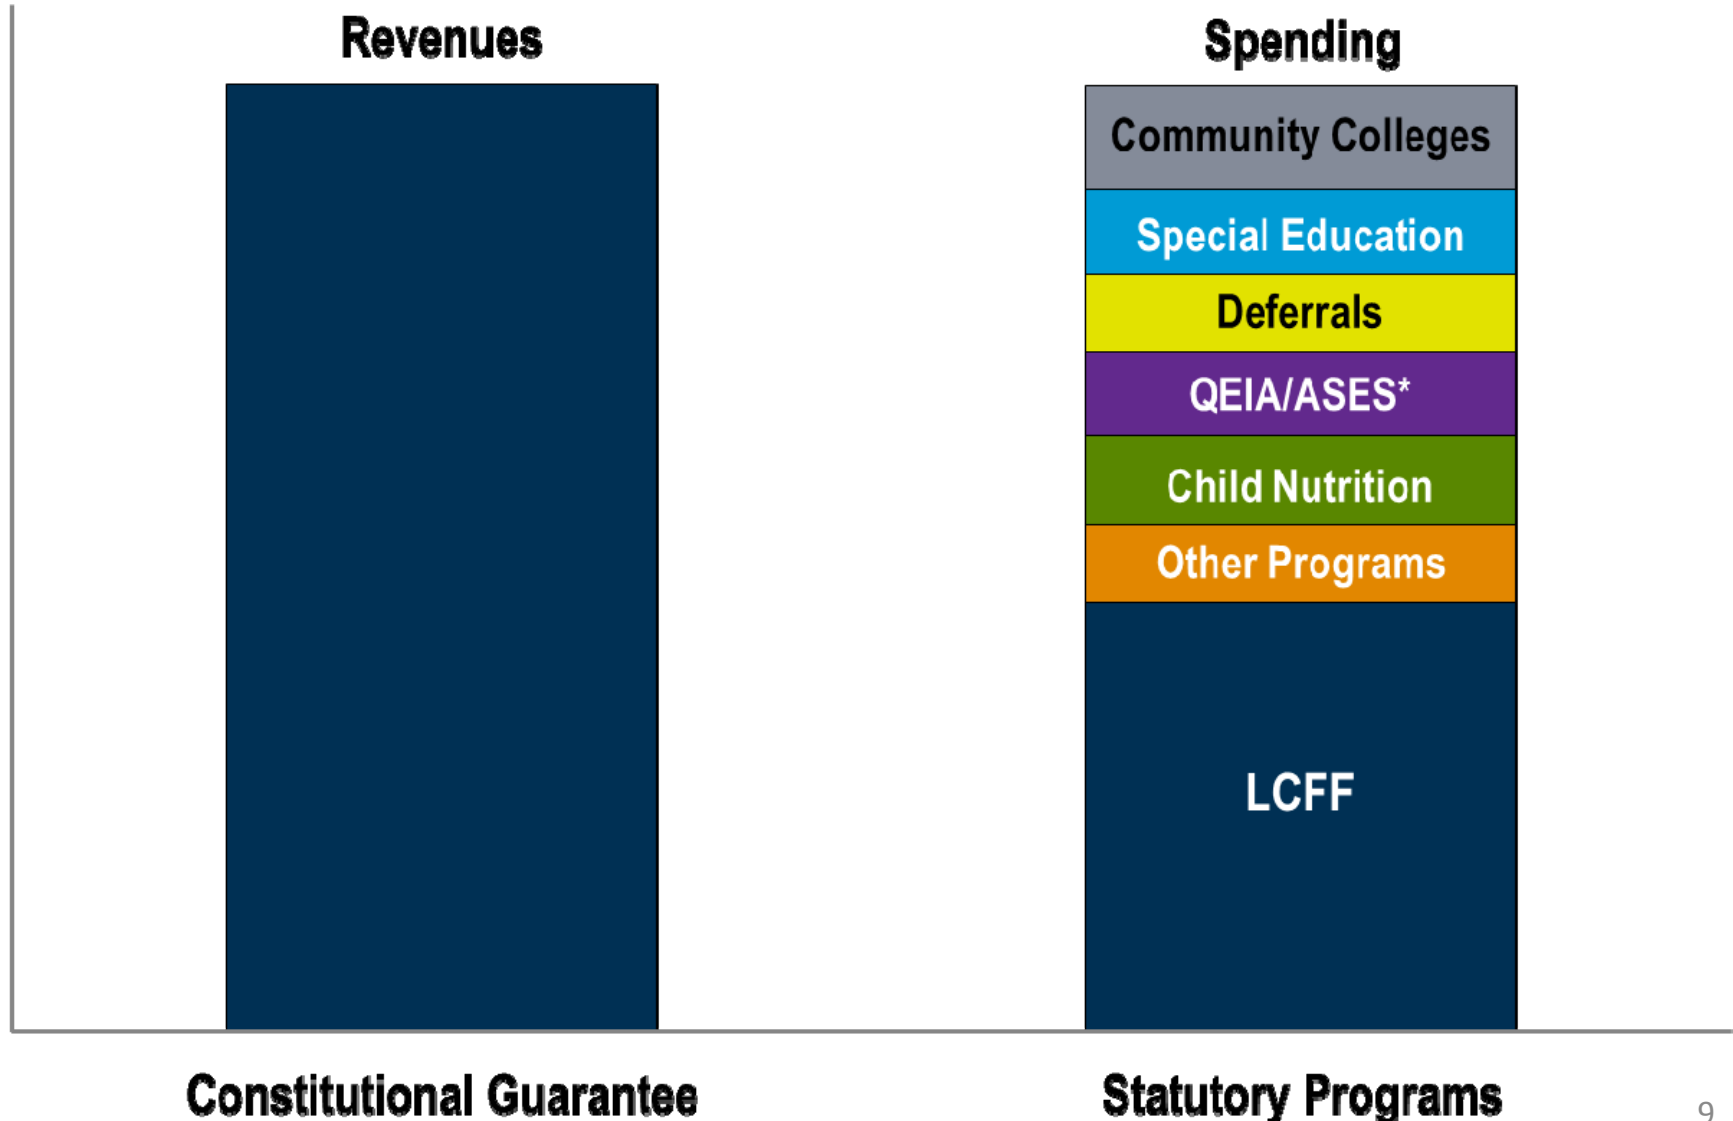 Revenues
Spending
Community Colleges
Special Education
Deferrals
QEIA/ASES*
Child Nutrition
Other Programs
LCFF
Constitutional Guarantee
Statutory Programs
9